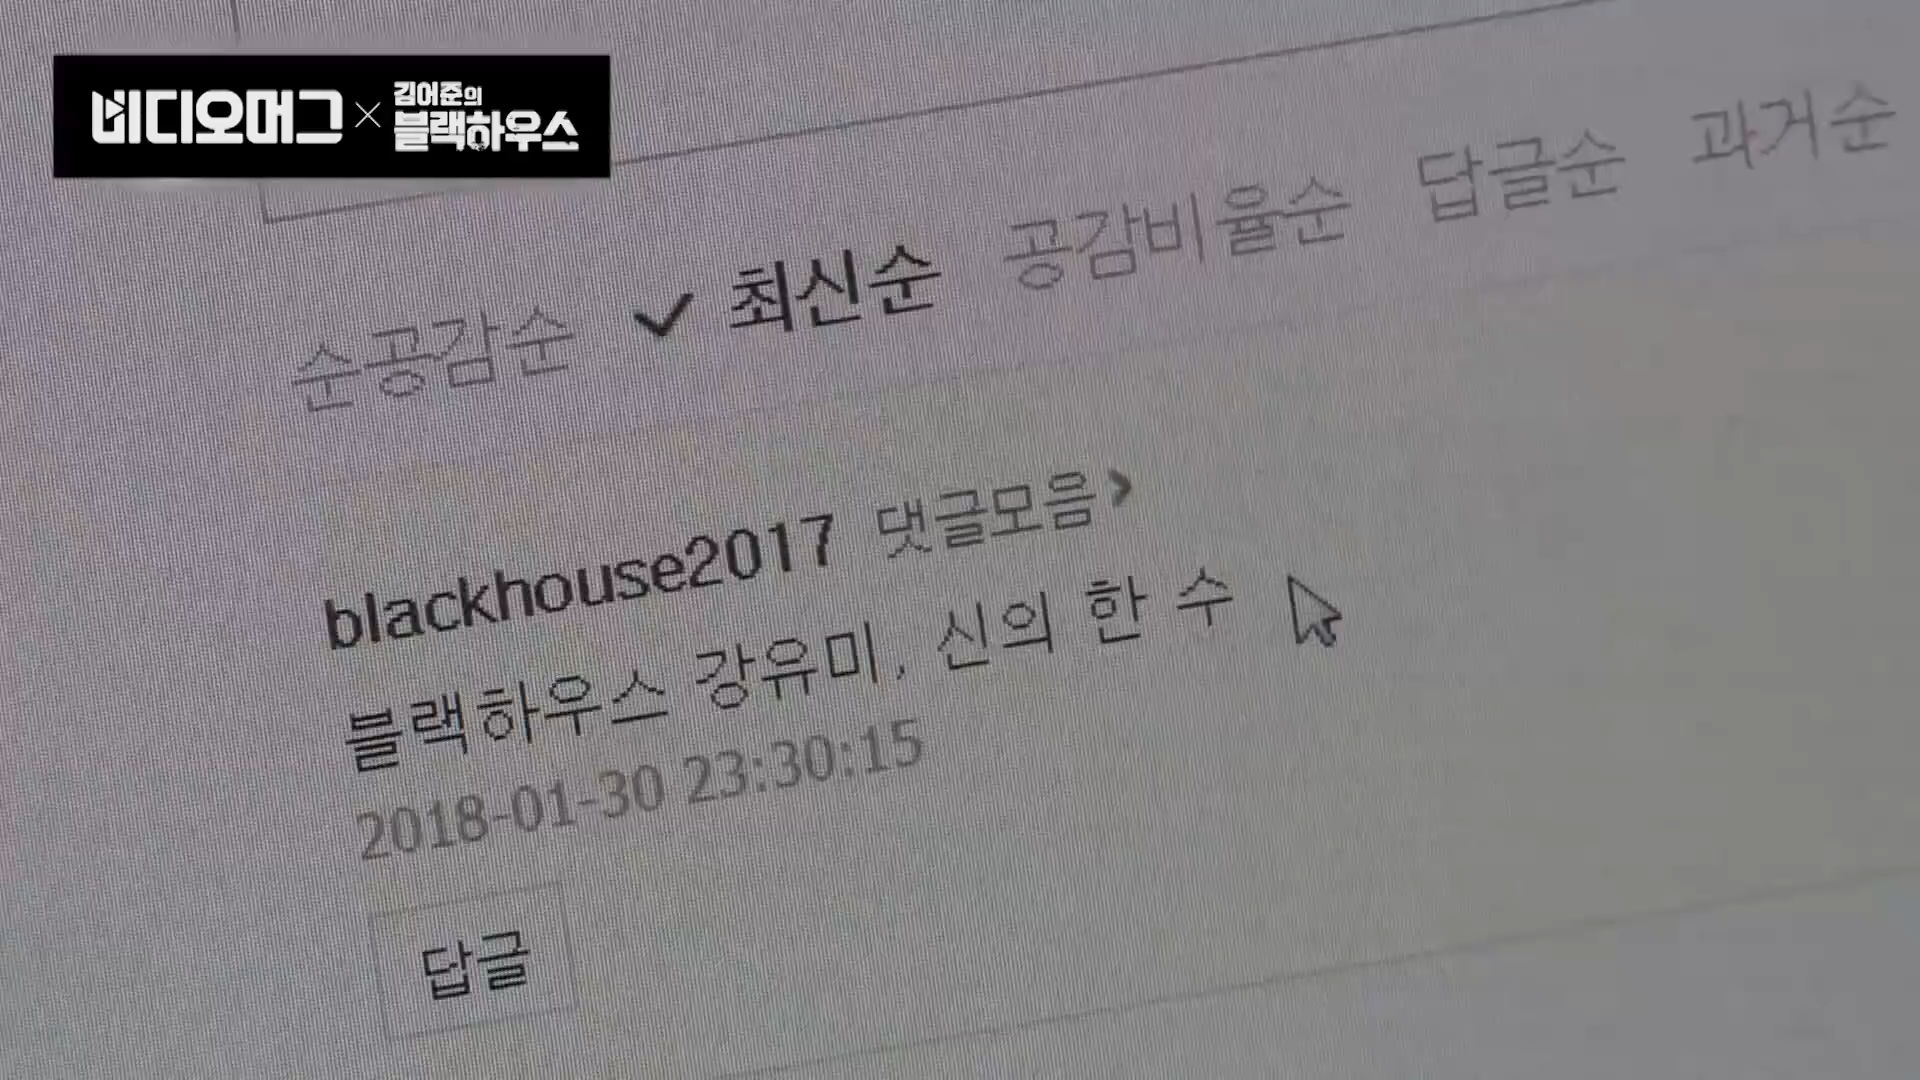 비디오머그 × 김어준의 블랙하우스
순공감순 ✓ 최신순 공감비율순 답글순 과거순
blackhouse2017 댓글모음 >
블랙하우스 강유미, 신의 한 수
2018-01-30 23:30:15
답글